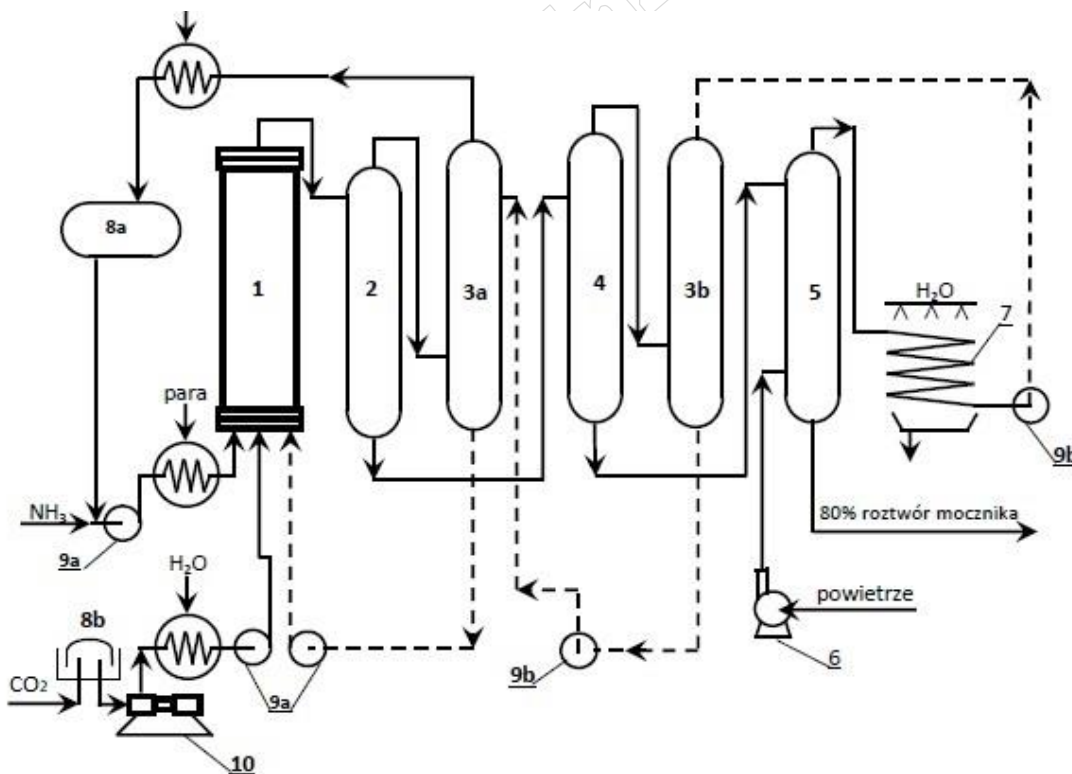 8a
1
2
3a
4
3b
5
H₂O
7
para
9b
NH₃
80% roztwór mocznika
9a
H₂O
powietrze
8b
6
9b
CO₂
9a
10